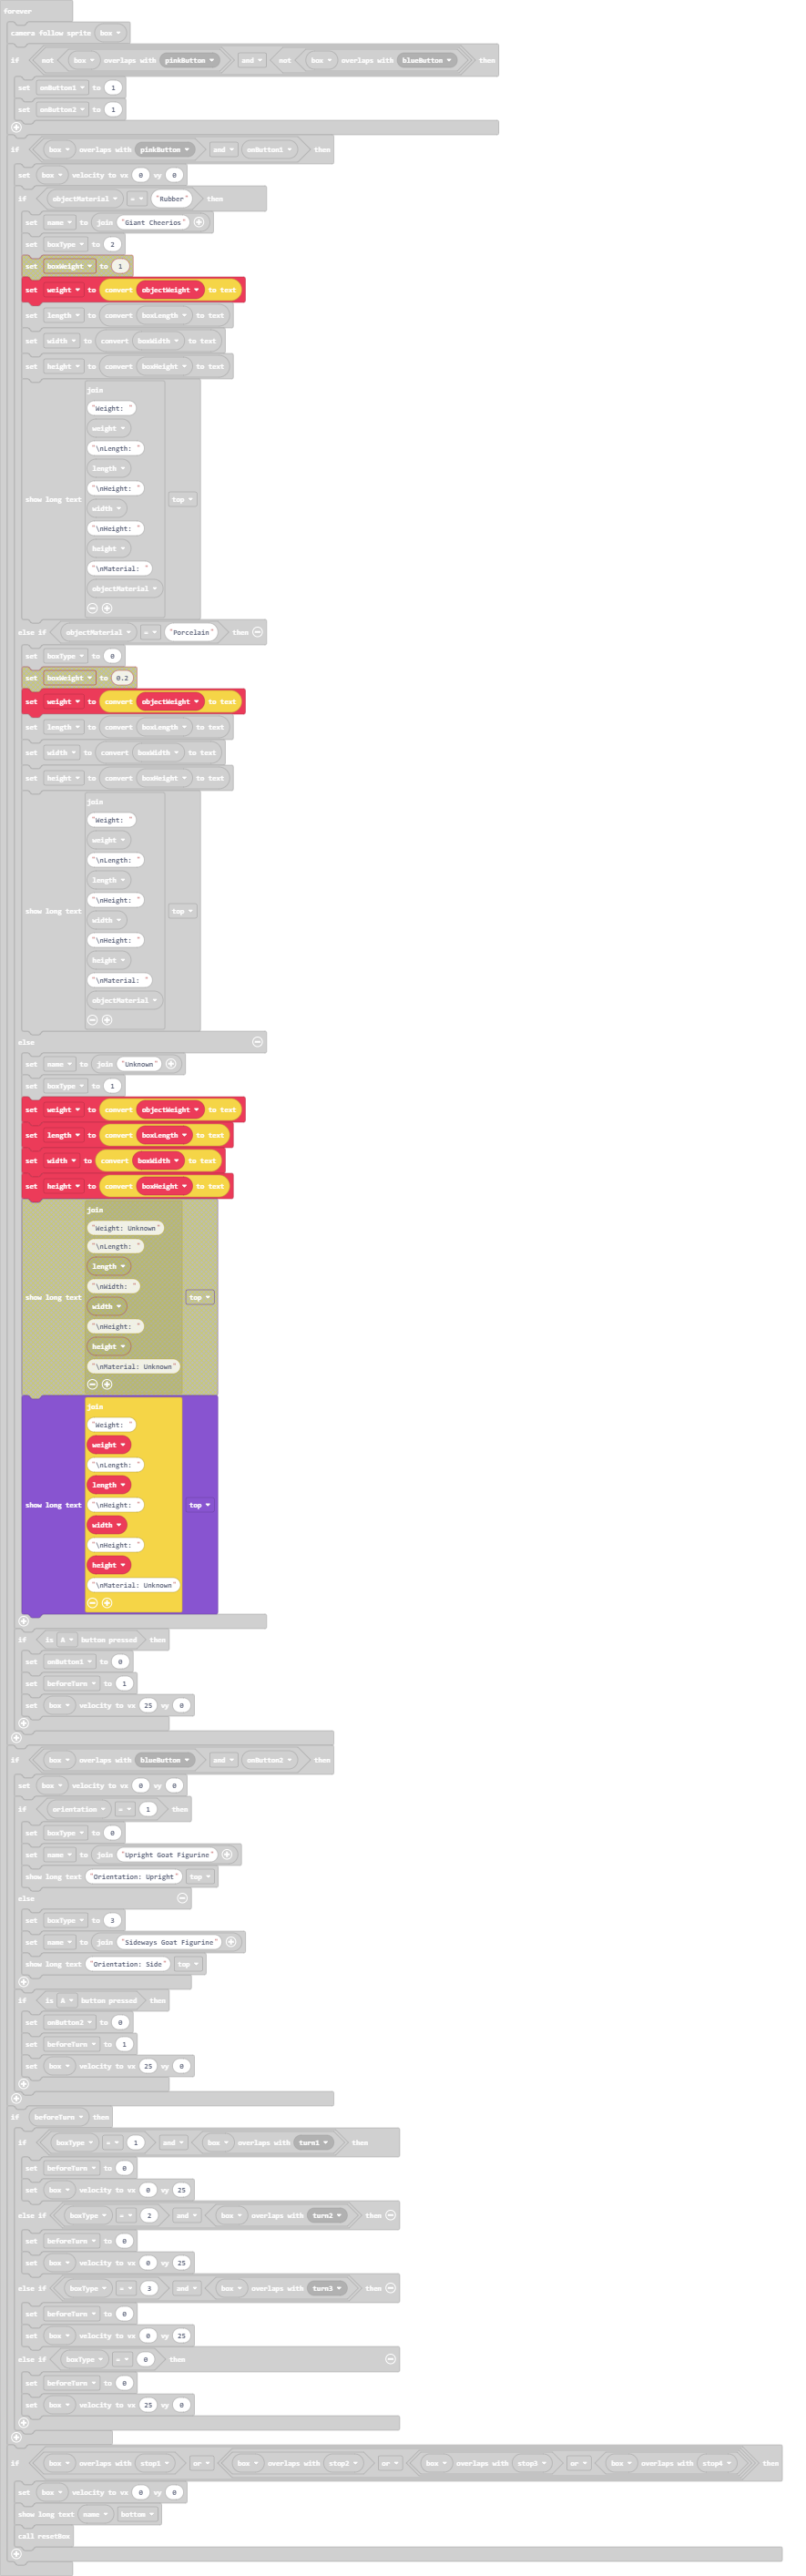 forever
camera follow sprite box
if not box overlaps with pinkButton and not box overlaps with blueButton then
set onButton1 to 1
set onButton2 to 1
if box overlaps with pinkButton and onButton1 then
set box velocity to vx 0 vy 0
if objectMaterial = "Rubber" then
set name to join "Giant Cheerios"
set boxType to 2
set boxWeight to 1
set weight to convert objectWeight to text
set length to convert boxLength to text
set width to convert boxWidth to text
set height to convert boxHeight to text
join
"Weight: "
weight
"\nLength: "
length
"\nHeight: "
show long text top
width
"\nHeight: "
height
"\nMaterial: "
objectMaterial
else if objectMaterial = "Porcelain" then
set boxType to 0
set boxWeight to 0.2
set weight to convert objectWeight to text
set length to convert boxLength to text
set width to convert boxWidth to text
set height to convert boxHeight to text
join
"Weight: "
weight
"\nLength: "
length
"\nHeight: "
show long text top
width
"\nHeight: "
height
"\nMaterial: "
objectMaterial
else
set name to join "Unknown"
set boxType to 1
set weight to convert objectWeight to text
set length to convert boxLength to text
set width to convert boxWidth to text
set height to convert boxHeight to text
join
"Weight: Unknown"
"\nLength: "
length
"\nWidth: "
show long text top
width
"\nHeight: "
height
"\nMaterial: Unknown"
join
"Weight: "
weight
"\nLength: "
length
"\nHeight: "
show long text top
width
"\nHeight: "
height
"\nMaterial: Unknown"
if is A button pressed then
set onButton1 to 0
set beforeTurn to 1
set box velocity to vx 25 vy 0
if box overlaps with blueButton and onButton2 then
set box velocity to vx 0 vy 0
if orientation = 1 then
set boxType to 0
set name to join "Upright Goat Figurine"
show long text "Orientation: Upright" top
else
set boxType to 3
set name to join "Sideways Goat Figurine"
show long text "Orientation: Side" top
if is A button pressed then
set onButton2 to 0
set beforeTurn to 1
set box velocity to vx 25 vy 0
if beforeTurn then
if boxType = 1 and box overlaps with turn1 then
set beforeTurn to 0
set box velocity to vx 0 vy 25
else if boxType = 2 and box overlaps with turn2 then
set beforeTurn to 0
set box velocity to vx 0 vy 25
else if boxType = 3 and box overlaps with turn3 then
set beforeTurn to 0
set box velocity to vx 0 vy 25
else if boxType = 0 then
set beforeTurn to 0
set box velocity to vx 25 vy 0
if box overlaps with stop1 or box overlaps with stop2 or box overlaps with stop3 or box overlaps with stop4 then
set box velocity to vx 0 vy 0
show long text name bottom
call resetBox